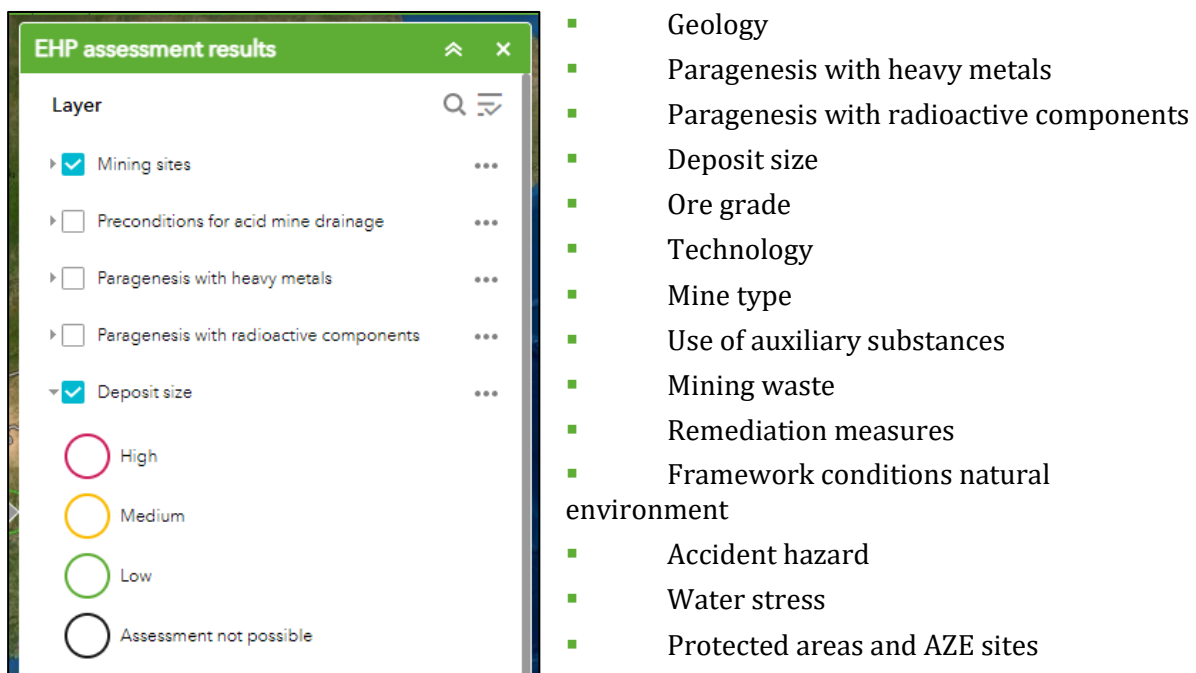 EHP assessment results
Layer
Mining sites
Preconditions for acid mine drainage
Paragenesis with heavy metals
Paragenesis with radioactive components
Deposit size
High
Medium
Low
Assessment not possible
Geology
Paragenesis with heavy metals
Paragenesis with radioactive components
Deposit size
Ore grade
Technology
Mine type
Use of auxiliary substances
Mining waste
Remediation measures
Framework conditions natural
environment
Accident hazard
Water stress
Protected areas and AZE sites